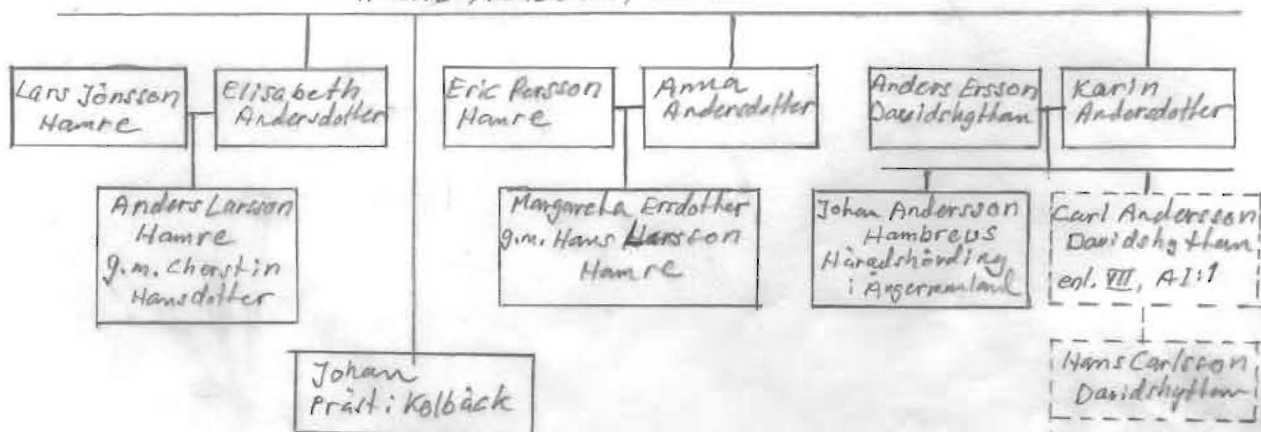 Lars Jönsson
Hamre
Elisabeth
Andersdotter
Eric Persson
Hamre
Anna
Andersdotter
Anders Ersson
Davidshyttan
Karin
Andersdotter
Anders Larsson
Hamre
g.m. Cherstin
Hansdotter
Margareta Ersdotter
g.m. Hans Larsson
Hamre
Johan Andersson
Hambreus
Häradshövding
i Ångermanland
Carl Andersson
Davidshyttan
enl. VII, AI:1
Johan
Präst i Kolbäck
Hans Carlsson
Davidshyttan